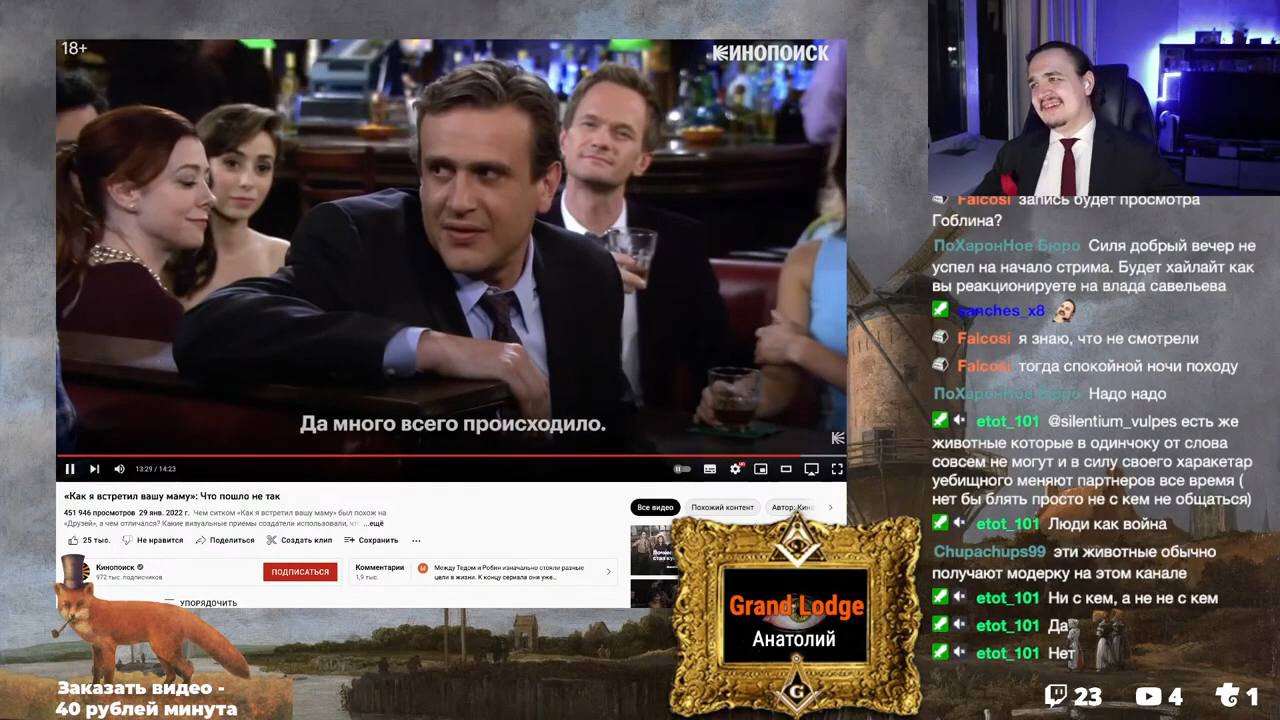 18+
КИНОПОИСК
Да много всего происходило.
13:29 / 14:23
«Как я встретил вашу маму»: Что пошло не так
451 946 просмотров 29 янв. 2022 г. Чем ситком «Как я встретил вашу маму» был похож на
«Друзей», а чем отличался? Какие визуальные приемы создатели использовали, чт... ...ещё
25 тыс.
Не нравится
Поделиться
Создать клип
Сохранить
Все видео
Похожий контент
Автор: Кино
Кинопоиск
972 тыс. подписчиков
ПОДПИСАТЬСЯ
Комментарии
1,9 тыс.
Между Тедом и Робин изначально стояли разные
цели в жизни. К концу сериала они уже...
УПОРЯДОЧИТЬ
Заказать видео -
40 рублей минута
Grand Lodge
Анатолий
G
Falcosi запись будет просмотра
Гоблина?
ПоХаронНое Бюро Силя добрый вечер не
успел на начало стрима. Будет хайлайт как
вы реакционируете на влада савельева
sanches_x8
Falcosi я знаю, что не смотрели
Falcosi тогда спокойной ночи походу
ПоХаронНое Бюро Надо надо
etot_101 @silentium_vulpes есть же
животные которые в одинчоку от слова
совсем не могут и в силу своего харакетар
уебищного меняют партнеров все время (
нет бы блять просто не с кем не общаться)
etot_101 Люди как война
Chupachups99 эти животные обычно
получают модерку на этом канале
etot_101 Ни с кем, а не не с кем
etot_101 Да
etot_101 Нет
23
4
1